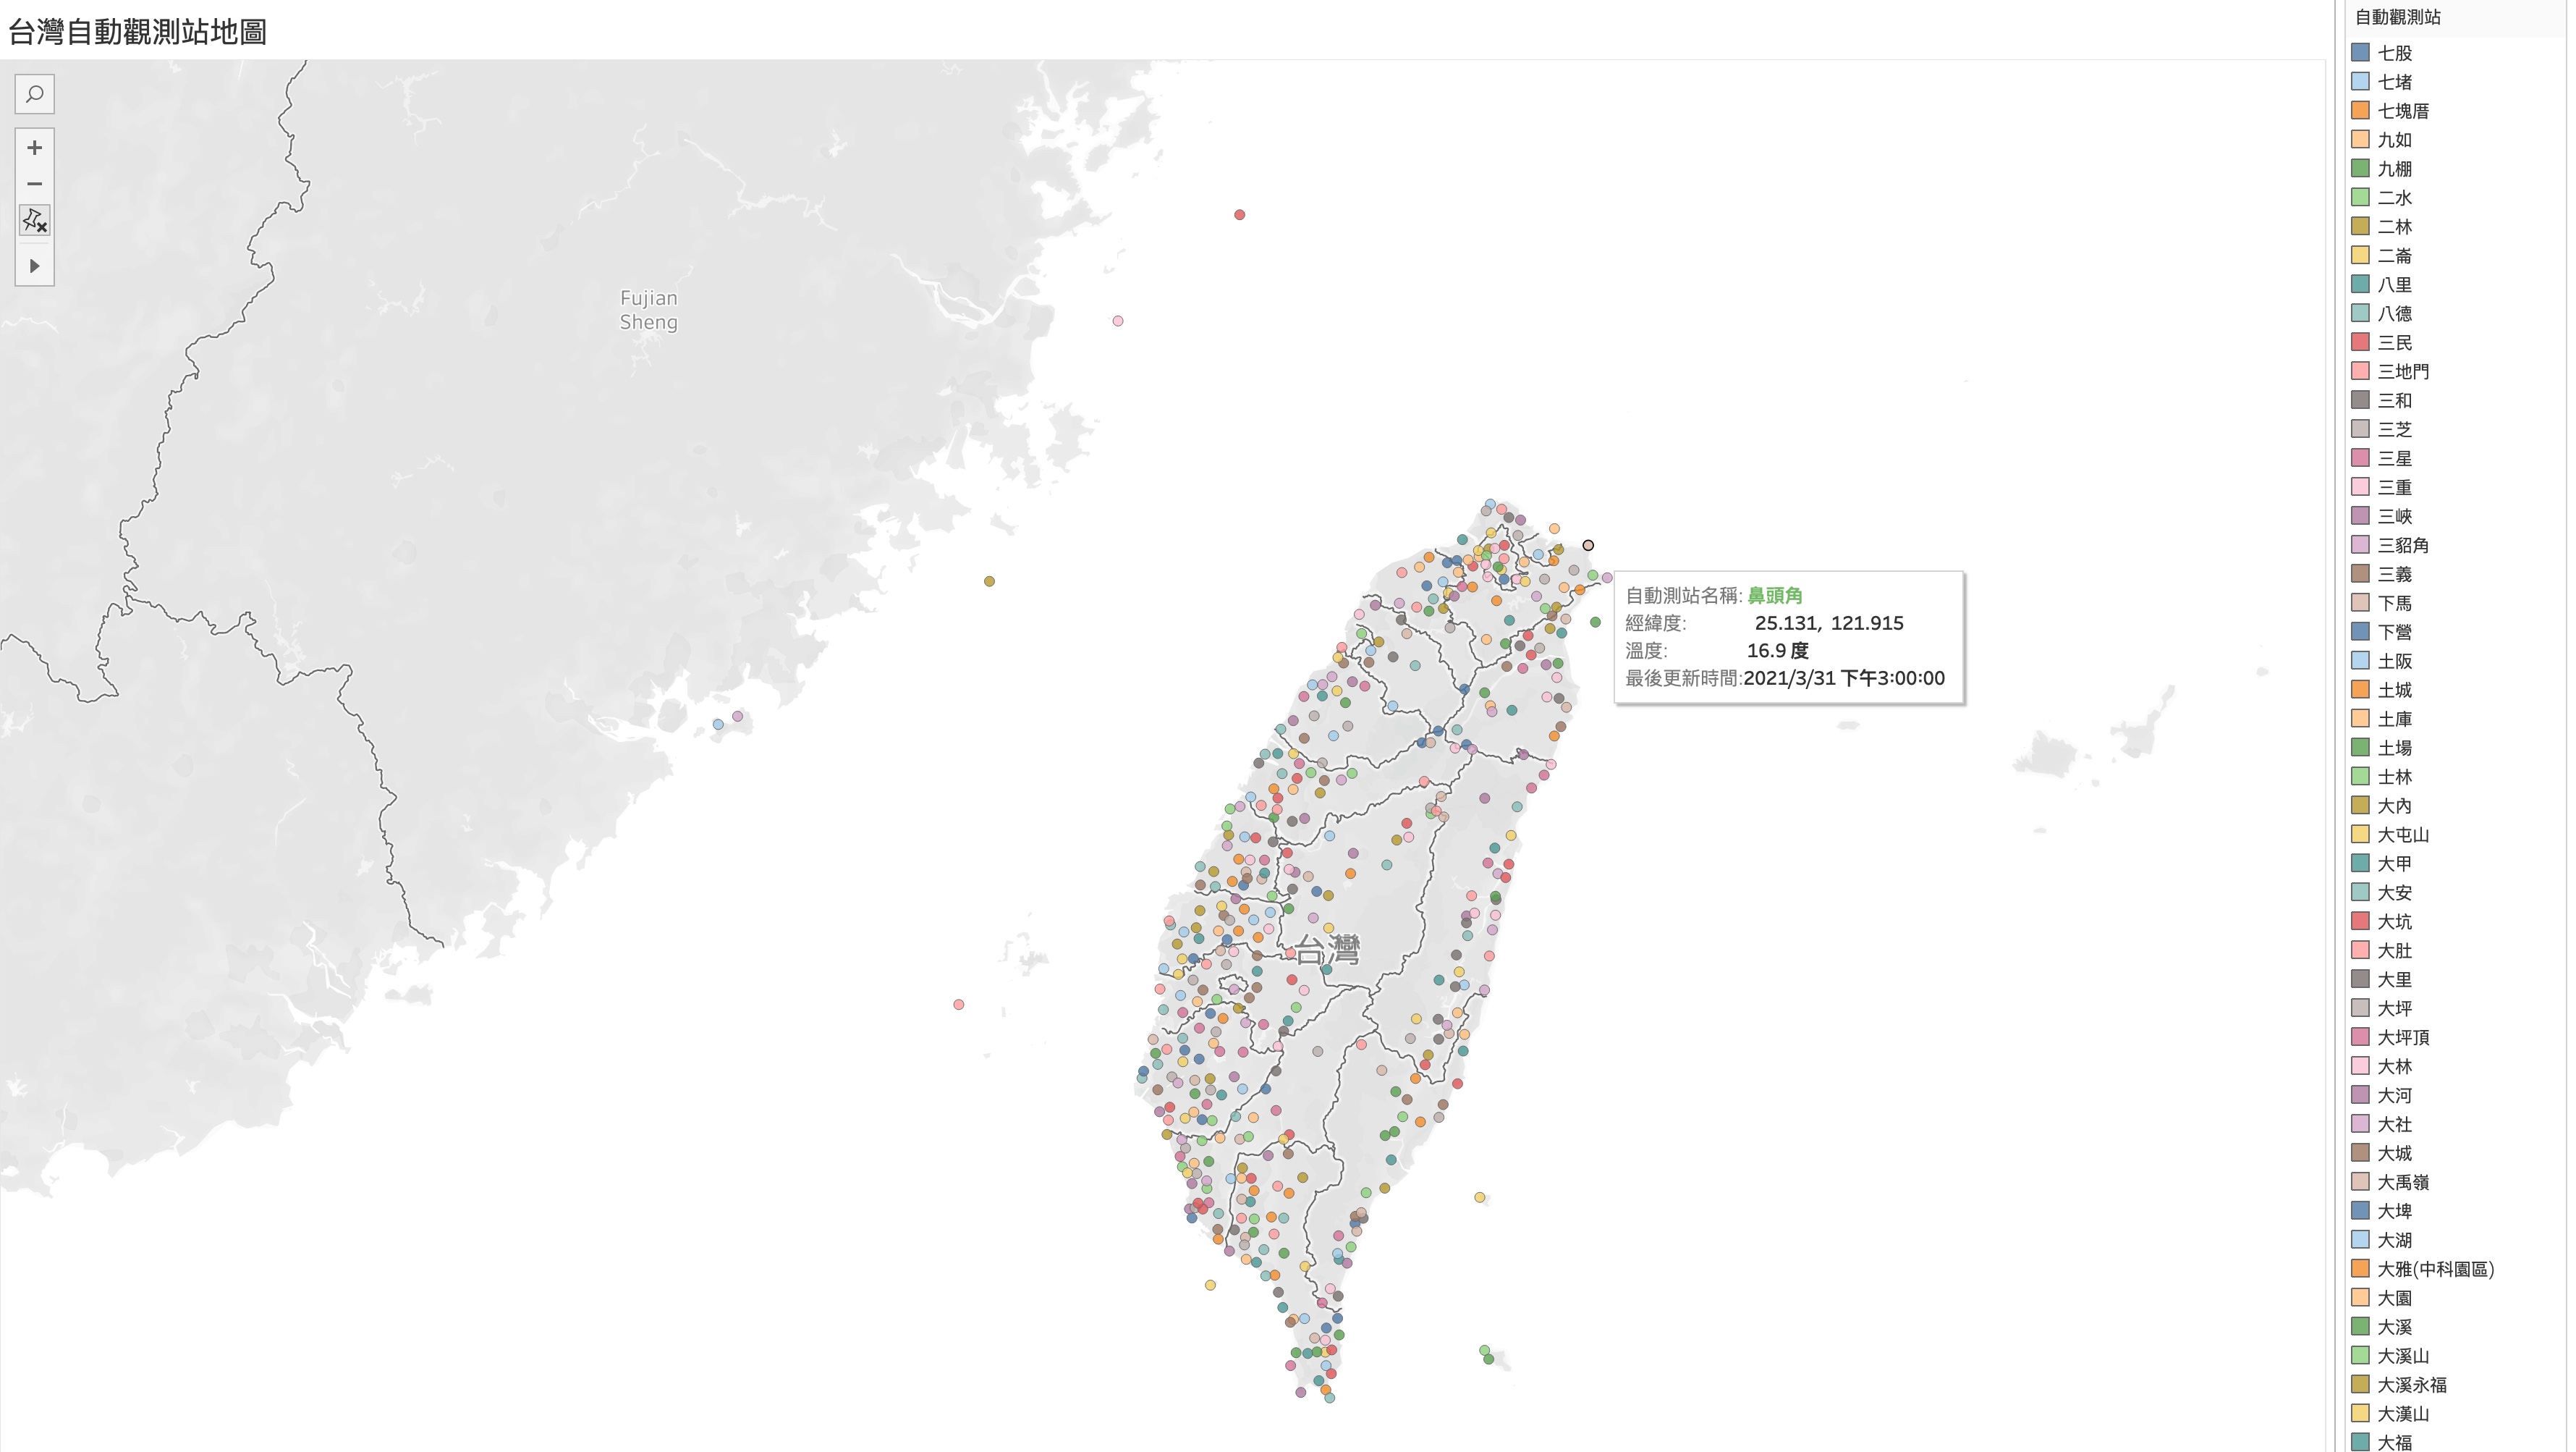 台灣自動觀測站地圖
Fujian
Sheng
台灣
自動測站名稱: 鼻頭角
經緯度: 25.131, 121.915
溫度: 16.9 度
最後更新時間:2021/3/31 下午3:00:00
自動觀測站
七股
七堵
七塊厝
九如
九棚
二水
二林
二崙
八里
八德
三民
三地門
三和
三芝
三星
三重
三峽
三貂角
三義
下馬
下營
土阪
土城
土庫
土場
士林
大內
大屯山
大甲
大安
大坑
大肚
大里
大坪
大坪頂
大林
大河
大社
大城
大禹嶺
大埤
大湖
大雅(中科園區)
大園
大溪
大溪山
大溪永福
大漢山
大福